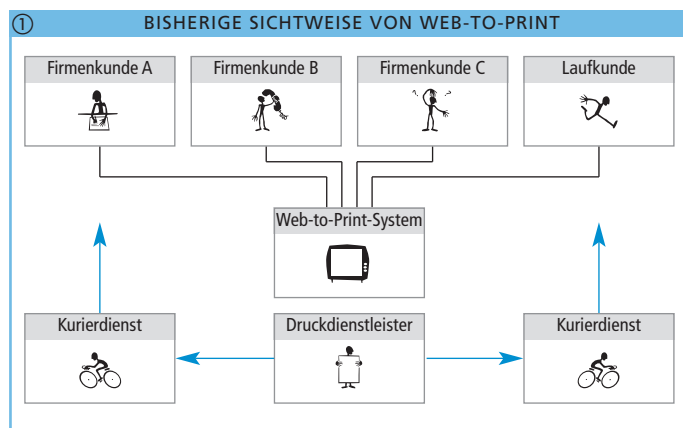 ① BISHERIGE SICHTWEISE VON WEB-TO-PRINT
Firmenkunde A
Firmenkunde B
Firmenkunde C
Laufkunde
? ?
Web-to-Print-System
Kurierdienst
Druckdienstleister
Kurierdienst